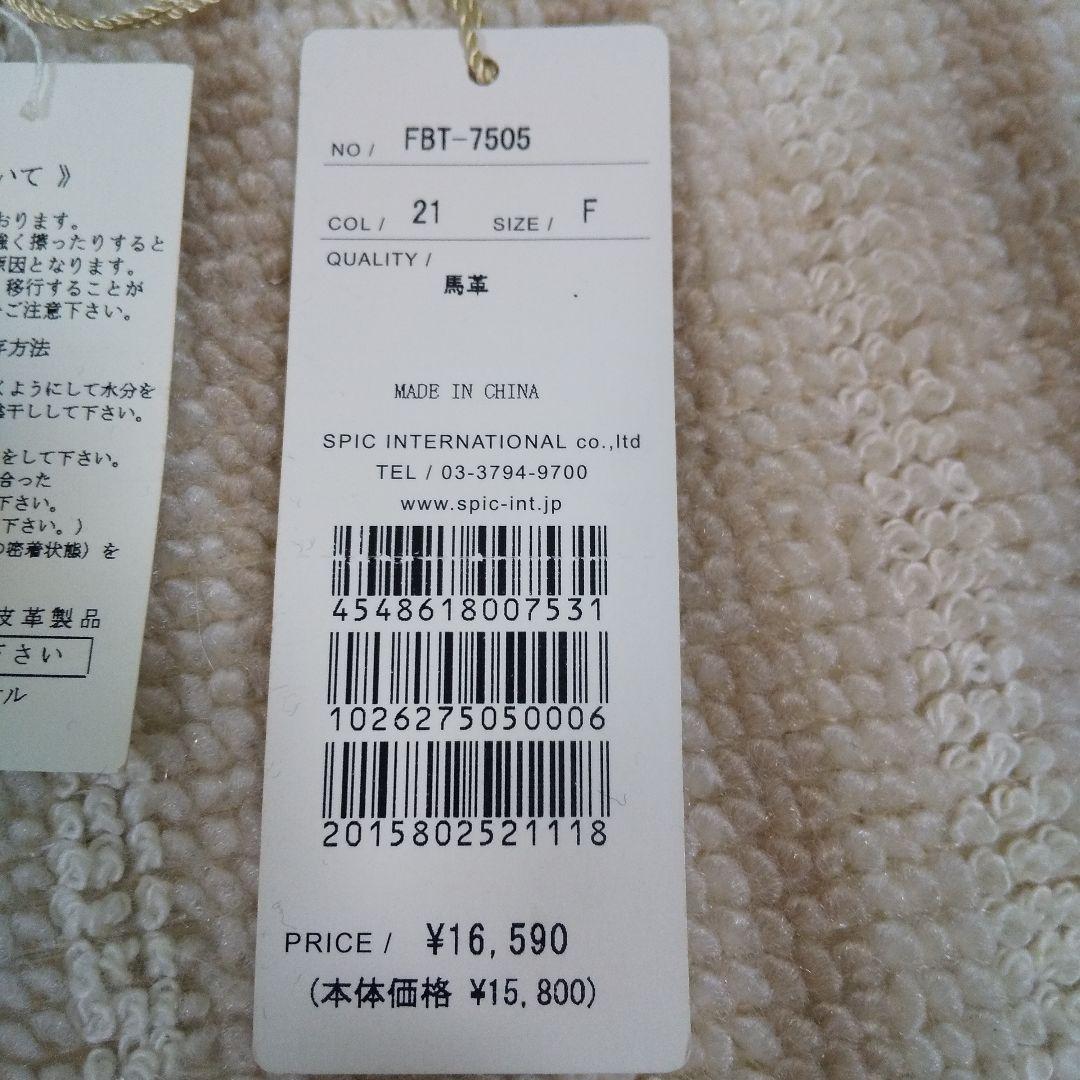 いて 》
おります。
強く擦ったりすると
原因となります。
移行することが
ご注意下さい。
方法
ようにして水分を
干しして下さい。
をして下さい。
合った
下さい。
下さい。）
の密着状態）を
皮革製品
下さい
ル
NO / FBT-7505
COL / 21 SIZE / F
QUALITY /
馬革
MADE IN CHINA
SPIC INTERNATIONAL co.,ltd
TEL / 03-3794-9700
www.spic-int.jp
4548618007531
1026275050006
2015802521118
PRICE / ¥16,590
(本体価格 ¥15,800)